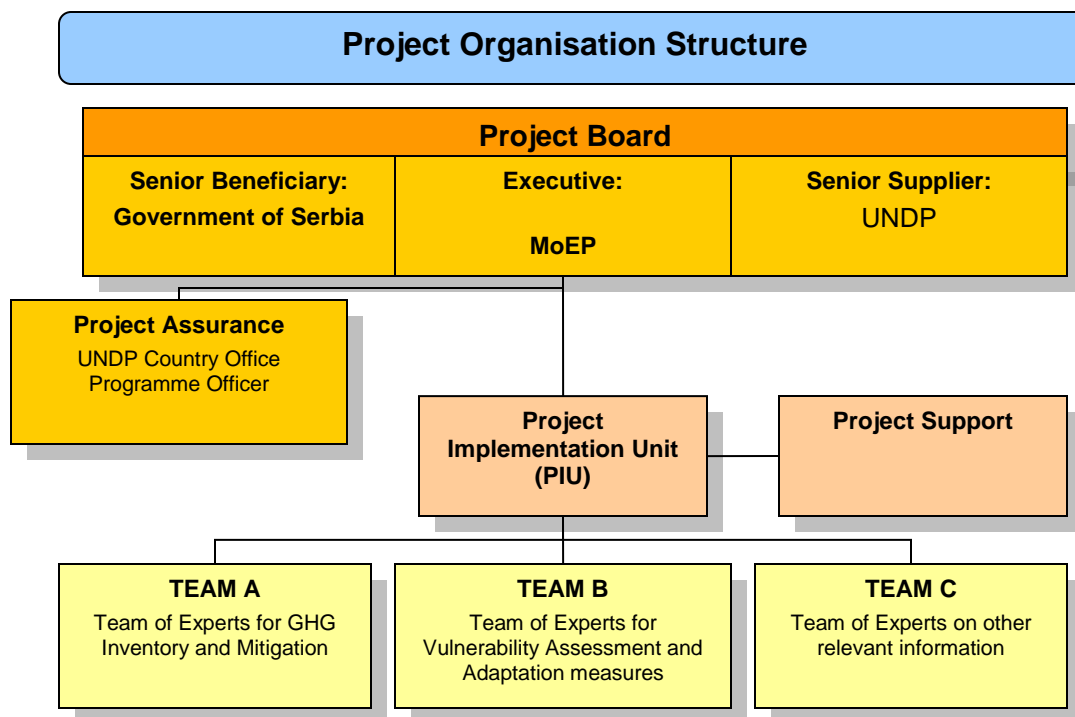 Project Organisation Structure
Project Board
Senior Beneficiary:
Government of Serbia
Executive:
MoEP
Senior Supplier:
UNDP
Project Assurance
UNDP Country Office
Programme Officer
Project
Implementation Unit
(PIU)
Project Support
TEAM A
Team of Experts for GHG
Inventory and Mitigation
TEAM B
Team of Experts for
Vulnerability Assessment and
Adaptation measures
TEAM C
Team of Experts on other
relevant information